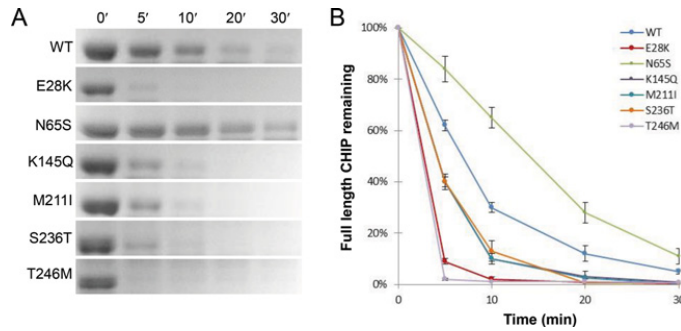 A
0′ 5′ 10′ 20′ 30′
WT
E28K
N65S
K145Q
M211I
S236T
T246M
B
Full length CHIP remaining
100%
80%
60%
40%
20%
0%
0 10 20 30
Time (min)
WT
E28K
N65S
K145Q
M211I
S236T
T246M